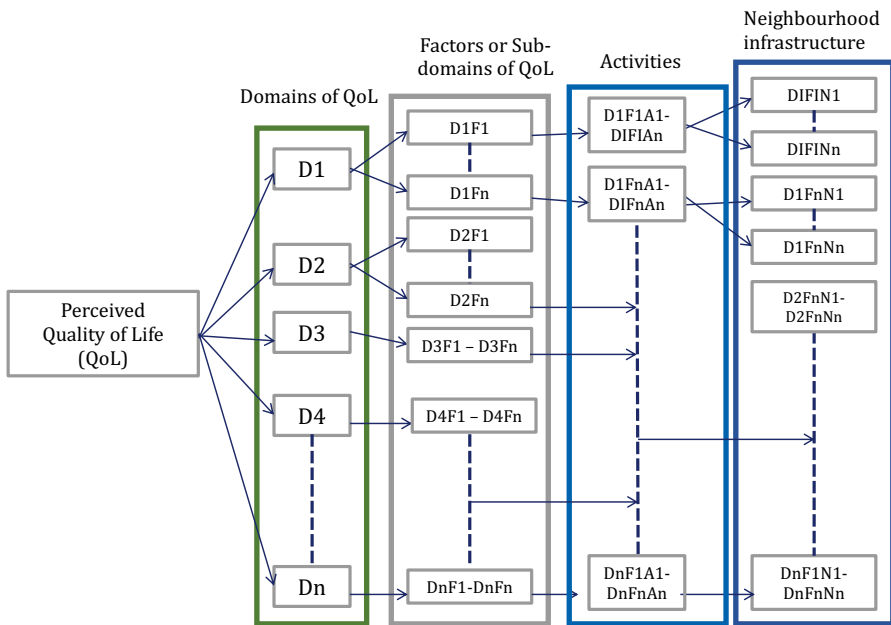 Neighbourhood
infrastructure
Factors or Sub-
domains of QoL
Activities
Domains of QoL
Perceived
Quality of Life
(QoL)
D1
D2
D3
D4
Dn
D1F1
D1Fn
D2F1
D2Fn
D3F1 – D3Fn
D4F1 – D4Fn
DnF1-DnFn
D1F1A1-
DIFIAn
D1FnA1-
DIFnAn
DnF1A1-
DnFnAn
DIFIN1
DIFINn
D1FnN1
D1FnNn
D2FnN1-
D2FnNn
DnF1N1-
DnFnNn